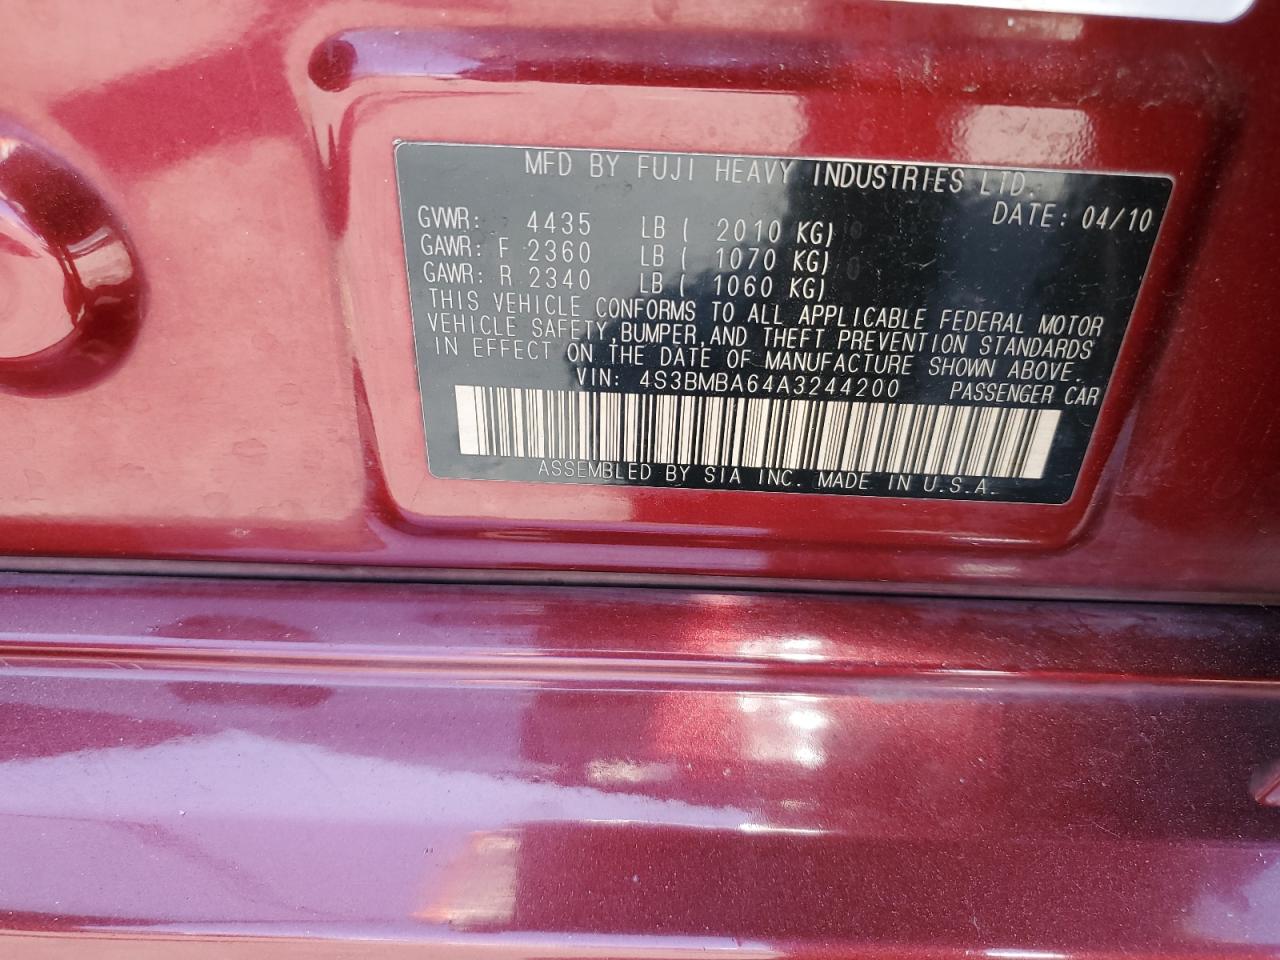 MFD BY FUJI HEAVY INDUSTRIES LTD.
DATE: 04/10
GVWR: 4435 LB ( 2010 KG)
GAWR: F 2360 LB ( 1070 KG)
GAWR: R 2340 LB ( 1060 KG)
THIS VEHICLE CONFORMS TO ALL APPLICABLE FEDERAL MOTOR
VEHICLE SAFETY, BUMPER, AND THEFT PREVENTION STANDARDS
IN EFFECT ON THE DATE OF MANUFACTURE SHOWN ABOVE.
VIN: 4S3BMBA64A3244200 PASSENGER CAR
ASSEMBLED BY SIA INC. MADE IN U.S.A.